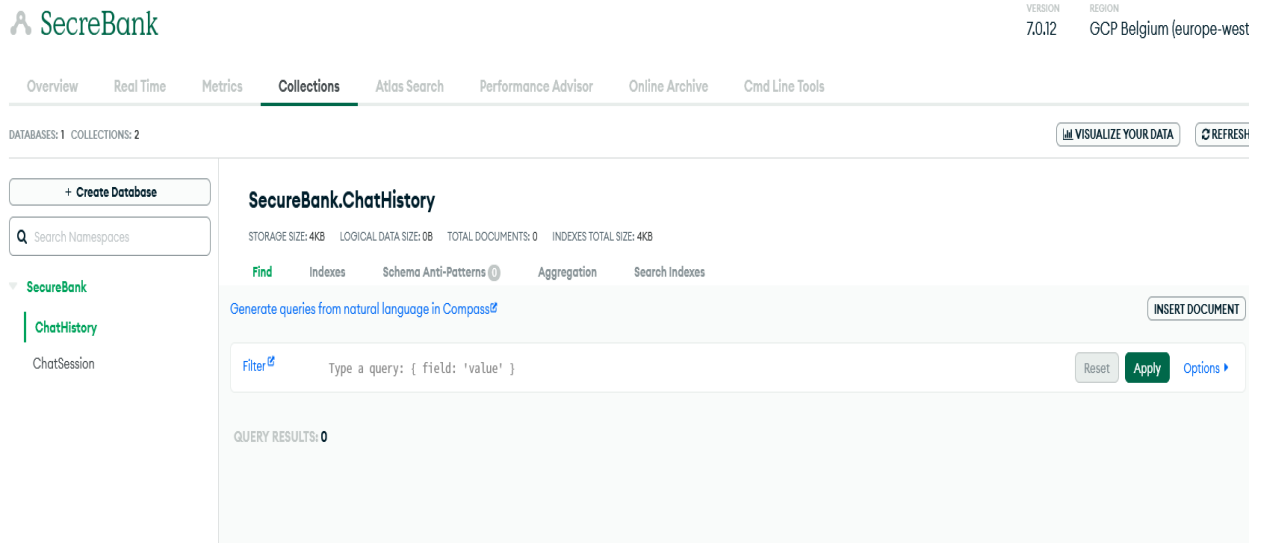 SecreBank
VERSION REGION
7.0.12 GCP Belgium (europe-west
Overview Real Time Metrics Collections Atlas Search Performance Advisor Online Archive Cmd Line Tools
DATABASES: 1 COLLECTIONS: 2
VISUALIZE YOUR DATA REFRESH
+ Create Database
Search Namespaces
SecureBank
ChatHistory
ChatSession
SecureBank.ChatHistory
STORAGE SIZE: 4KB LOGICAL DATA SIZE: 0B TOTAL DOCUMENTS: 0 INDEXES TOTAL SIZE: 4KB
Find Indexes Schema Anti-Patterns 0 Aggregation Search Indexes
Generate queries from natural language in Compass
INSERT DOCUMENT
Filter Type a query: { field: 'value' } Reset Apply Options
QUERY RESULTS: 0